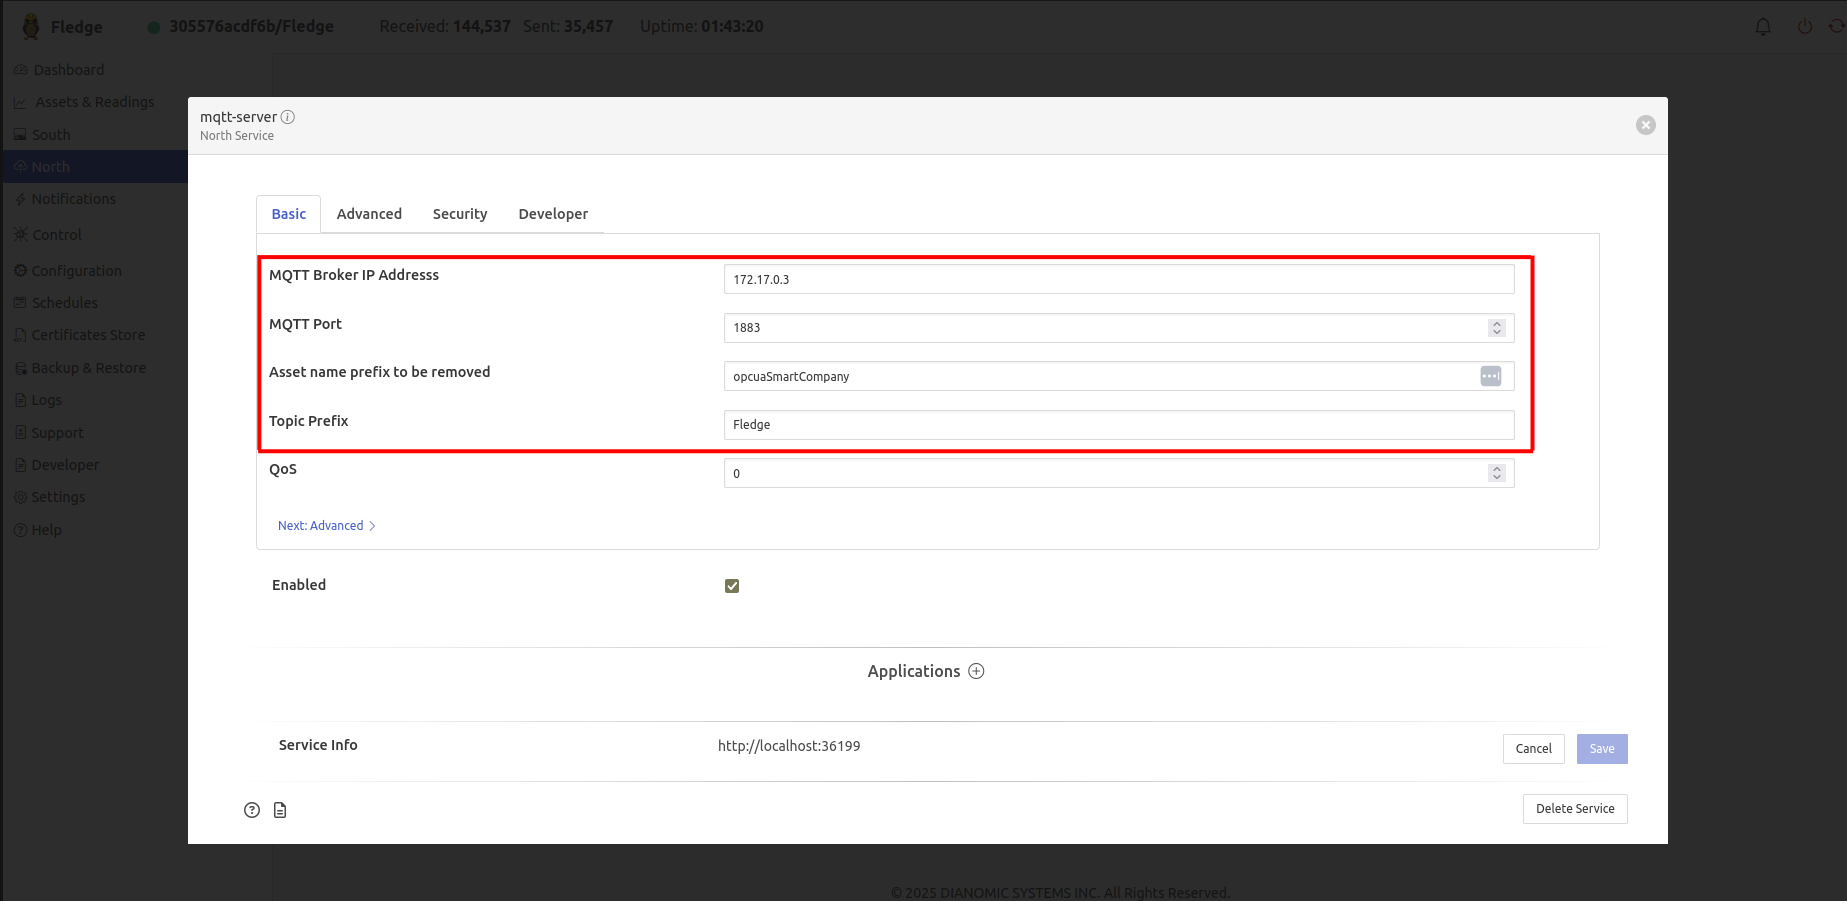 Fledge 305576acdf6b/Fledge Received: 144,537 Sent: 35,457 Uptime: 01:43:20
Dashboard
Assets & Readings
South
North
Notifications
Control
Configuration
Schedules
Certificates Store
Backup & Restore
Logs
Support
Developer
Settings
Help
mqtt-server
North Service
Basic Advanced Security Developer
MQTT Broker IP Addresss 172.17.0.3
MQTT Port 1883
Asset name prefix to be removed opcuaSmartCompany
Topic Prefix Fledge
QoS 0
Next: Advanced
Enabled
Applications
Service Info http://localhost:36199 Cancel Save
Delete Service
© 2025 DIANOMIC SYSTEMS INC. All Rights Reserved.